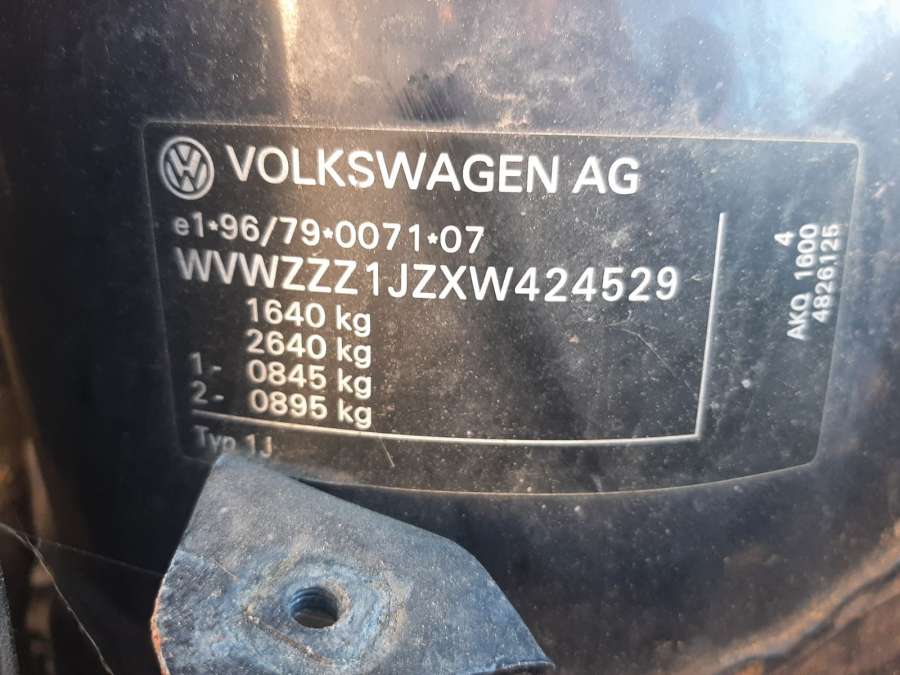 VOLKSWAGEN AG
e1*96/79*0071*07
WVWZZZ1JZXW424529
1640 kg
2640 kg
1- 0845 kg
2- 0895 kg
Typ 1J
4
AKQ 1600
4826125